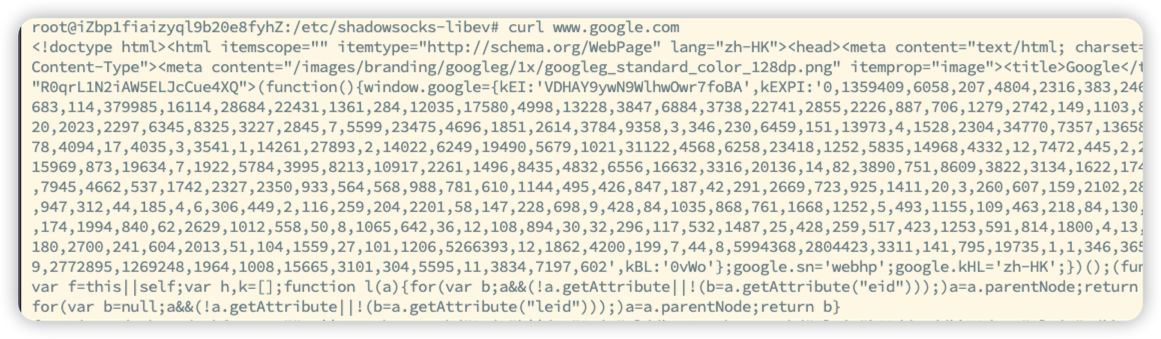 root@iZbp1fiaizyql9b20e8fyhZ:/etc/shadowsocks-libev# curl www.google.com
<!doctype html><html itemscope="" itemtype="http://schema.org/WebPage" lang="zh-HK"><head><meta content="text/html; charset=
Content-Type"><meta content="/images/branding/googleg/1x/googleg_standard_color_128dp.png" itemprop="image"><title>Google</t
"R0qrL1N2iAW5ELJcCue4XQ">(function(){window.google={kEI:'VDHAY9ywN9WlhwOwr7foBA',kEXPI:'0,1359409,6058,207,4804,2316,383,246
683,114,379985,16114,28684,22431,1361,284,12035,17580,4998,13228,3847,6884,3738,22741,2855,2226,887,706,1279,2742,149,1103,8
20,2023,2297,6345,8325,3227,2845,7,5599,23475,4696,1851,2614,3784,9358,3,346,230,6459,151,13973,4,1528,2304,34770,7357,13658
78,4094,17,4035,3,3541,1,14261,27893,2,14022,6249,19490,5679,1021,31122,4568,6258,23418,1252,5835,14968,4332,12,7472,445,2,2
15969,873,19634,7,1922,5784,3995,8213,10917,2261,1496,8435,4832,6556,16632,3316,20136,14,82,3890,751,8609,3822,3134,1622,174
,7945,4662,537,1742,2327,2350,933,564,568,988,781,610,1144,495,426,847,187,42,291,2669,723,925,1411,20,3,260,607,159,2102,28
,947,312,44,185,4,6,306,449,2,116,259,204,2201,58,147,228,698,9,428,84,1035,868,761,1668,1252,5,493,1155,109,463,218,84,130,
,174,1994,840,62,2629,1012,558,50,8,1065,642,36,12,108,894,30,32,296,117,532,1487,25,428,259,517,423,1253,591,814,1800,4,13,
180,2700,241,604,2013,51,104,1559,27,101,1206,5266393,12,1862,4200,199,7,44,8,5994368,2804423,3311,141,795,19735,1,1,346,365
9,2772895,1269248,1964,1008,15665,3101,304,5595,11,3834,7197,602',kBL:'0vWo'};google.sn='webhp';google.kHL='zh-HK';})();(fun
var f=this||self;var h,k=[];function l(a){for(var b;a&&(!a.getAttribute||!(b=a.getAttribute("eid")));)a=a.parentNode;return
for(var b=null;a&&(!a.getAttribute||!(b=a.getAttribute("leid")));)a=a.parentNode;return b}